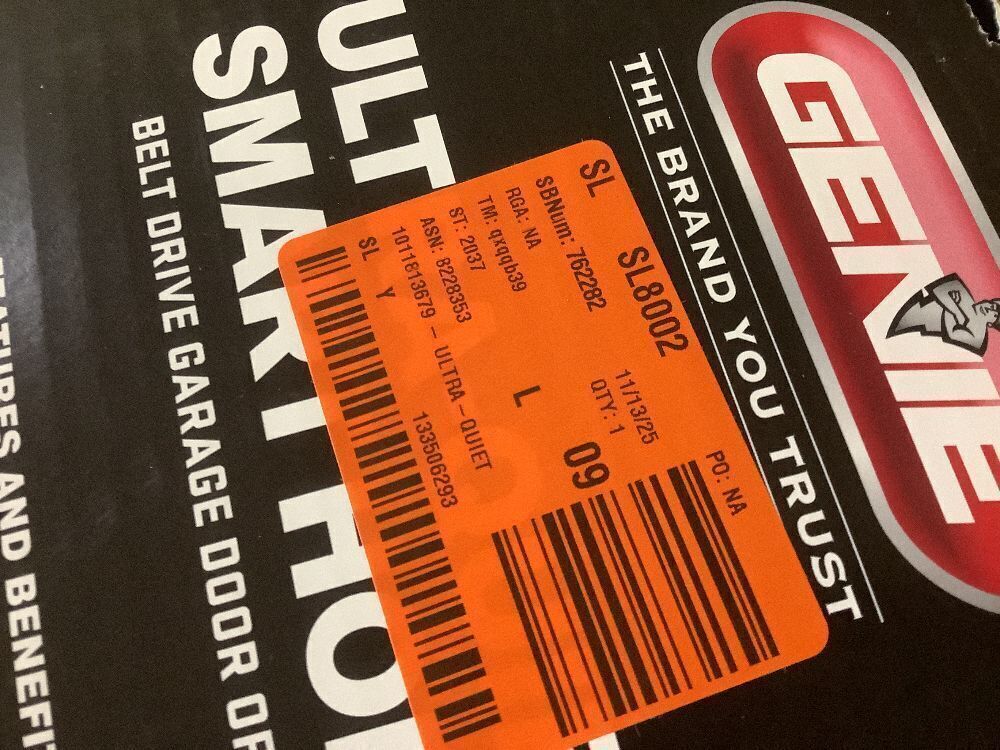 GENIE
THE BRAND YOU TRUST
ULT
SMART HO
BELT DRIVE GARAGE DOOR OP
FEATURES AND BENEFIT
SL SL8002 11/13/25 PO: NA
SBNum: 762282 QTY: 1
RGA: NA L 09
TM: qxqqb39
ST: 2037
ASN: 8228353
1011813679 - ULTRA-QUIET
SL Y 133506293